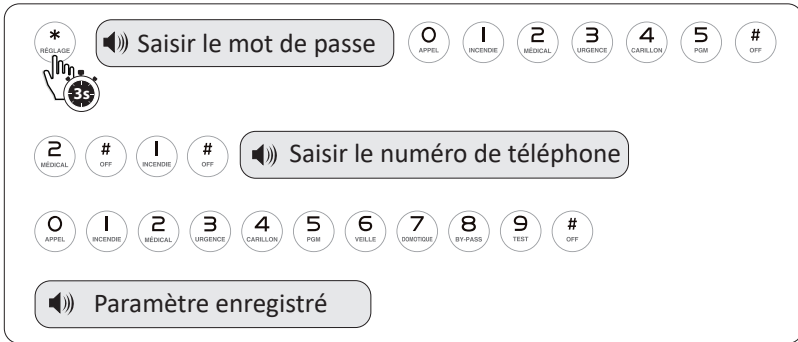 * Saisir le mot de passe 0 1 2 3 4 5 #
RÉGLAGE APPEL INCENDIE MÉDICAL URGENCE CARILLON PGM OFF
3s
2 # 1 # Saisir le numéro de téléphone
MÉDICAL OFF INCENDIE OFF
0 1 2 3 4 5 6 7 8 9 #
APPEL INCENDIE MÉDICAL URGENCE CARILLON PGM VEILLE DOMOTIQUE BY-PASS TEST OFF
Paramètre enregistré